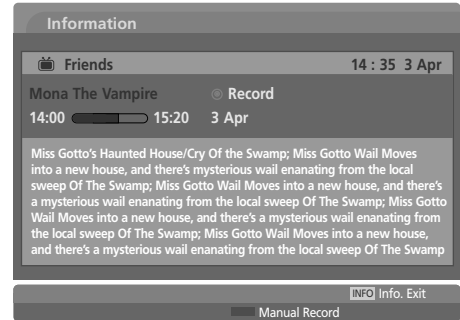 Information
Friends 14 : 35 3 Apr
Mona The Vampire Record
14:00 15:20 3 Apr
Miss Gotto's Haunted House/Cry Of the Swamp; Miss Gotto Wail Moves
into a new house, and there's mysterious wail enanating from the local
sweep Of The Swamp; Miss Gotto Wail Moves into a new house, and there's
a mysterious wail enanating from the local sweep Of The Swamp; Miss Gotto
Wail Moves into a new house, and there's a mysterious wail enanating from
the local sweep Of The Swamp; Miss Gotto Wail Moves into a new house,
and there's a mysterious wail enanating from the local sweep Of The Swamp
INFO Info. Exit
Manual Record